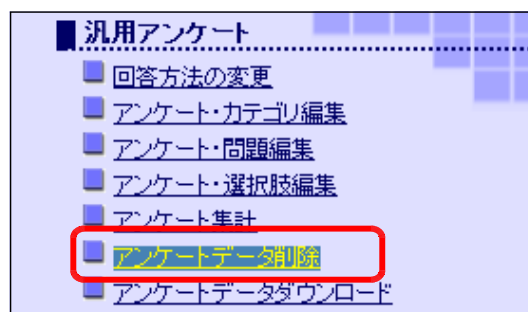 汎用アンケート
回答方法の変更
アンケート・カテゴリ編集
アンケート・問題編集
アンケート・選択肢編集
アンケート集計
アンケートデータ削除
アンケートデータダウンロード